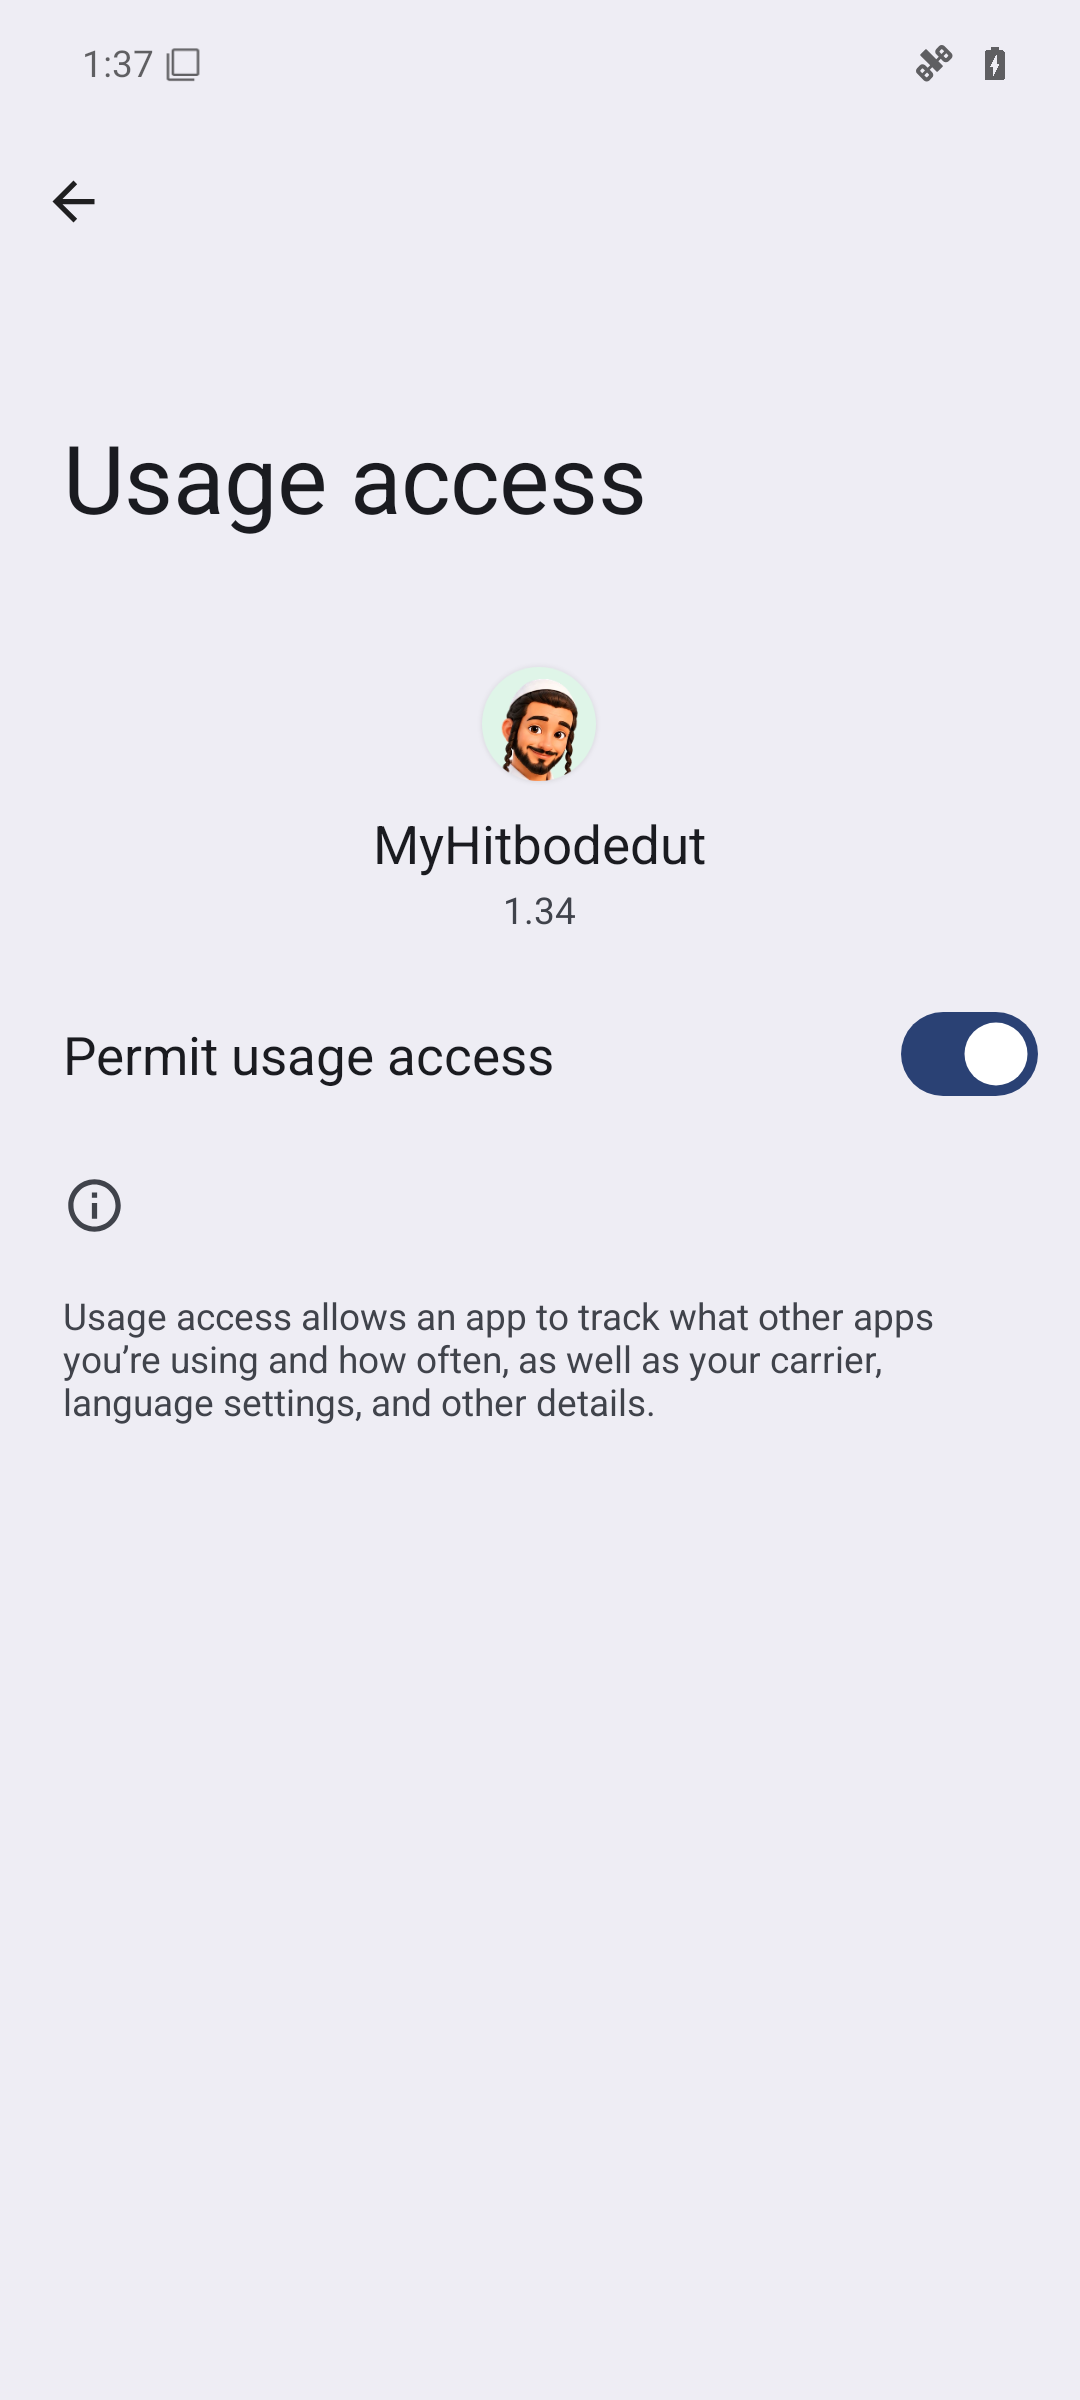 1:37
Usage access
MyHitbodedut
1.34
Permit usage access
Usage access allows an app to track what other apps
you’re using and how often, as well as your carrier,
language settings, and other details.